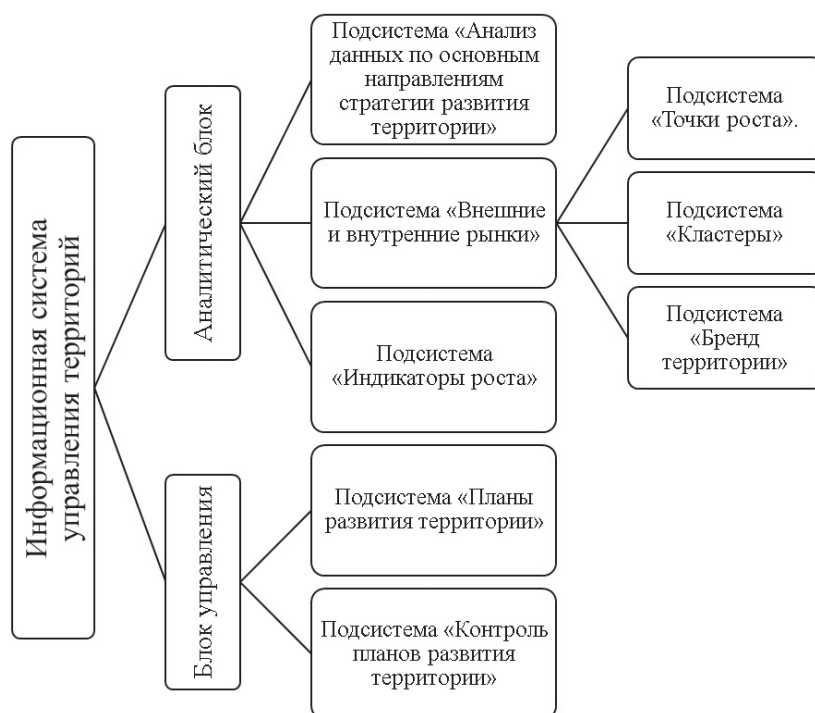 Информационная система
управления территорий
Аналитический блок
Подсистема «Анализ
данных по основным
направлениям
стратегии развития
территории»
Подсистема «Внешние
и внутренние рынки»
Подсистема
«Точки роста».
Подсистема
«Кластеры»
Подсистема
«Бренд
территории»
Подсистема
«Индикаторы роста»
Блок управления
Подсистема «Планы
развития территории»
Подсистема «Контроль
планов развития
территории»